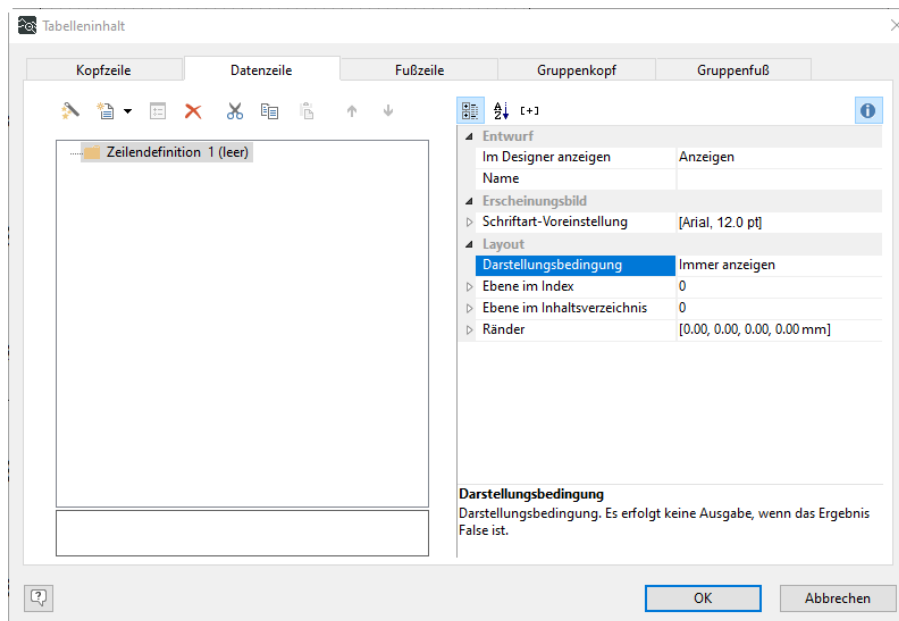 Tabelleninhalt
Kopfzeile Datenzeile Fußzeile Gruppenkopf Gruppenfuß
Zeilendefinition 1 (leer)
Entwurf
Im Designer anzeigen Anzeigen
Name
Erscheinungsbild
Schriftart-Voreinstellung [Arial, 12.0 pt]
Layout
Darstellungsbedingung Immer anzeigen
Ebene im Index 0
Ebene im Inhaltsverzeichnis 0
Ränder [0.00, 0.00, 0.00, 0.00 mm]
Darstellungsbedingung
Darstellungsbedingung. Es erfolgt keine Ausgabe, wenn das Ergebnis
False ist.
OK Abbrechen